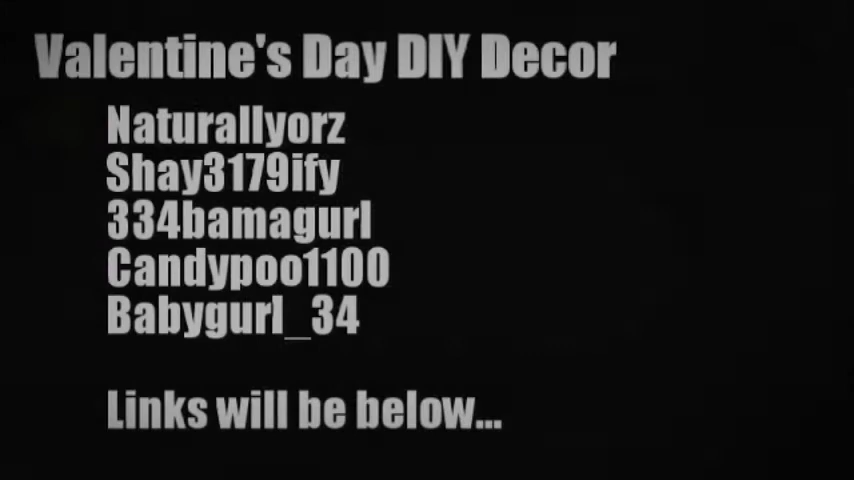 Valentine's Day DIY Decor
Naturallyorz
Shay3179ify
334bamagurl
Candypoo1100
Babygurl_34
Links will be below...